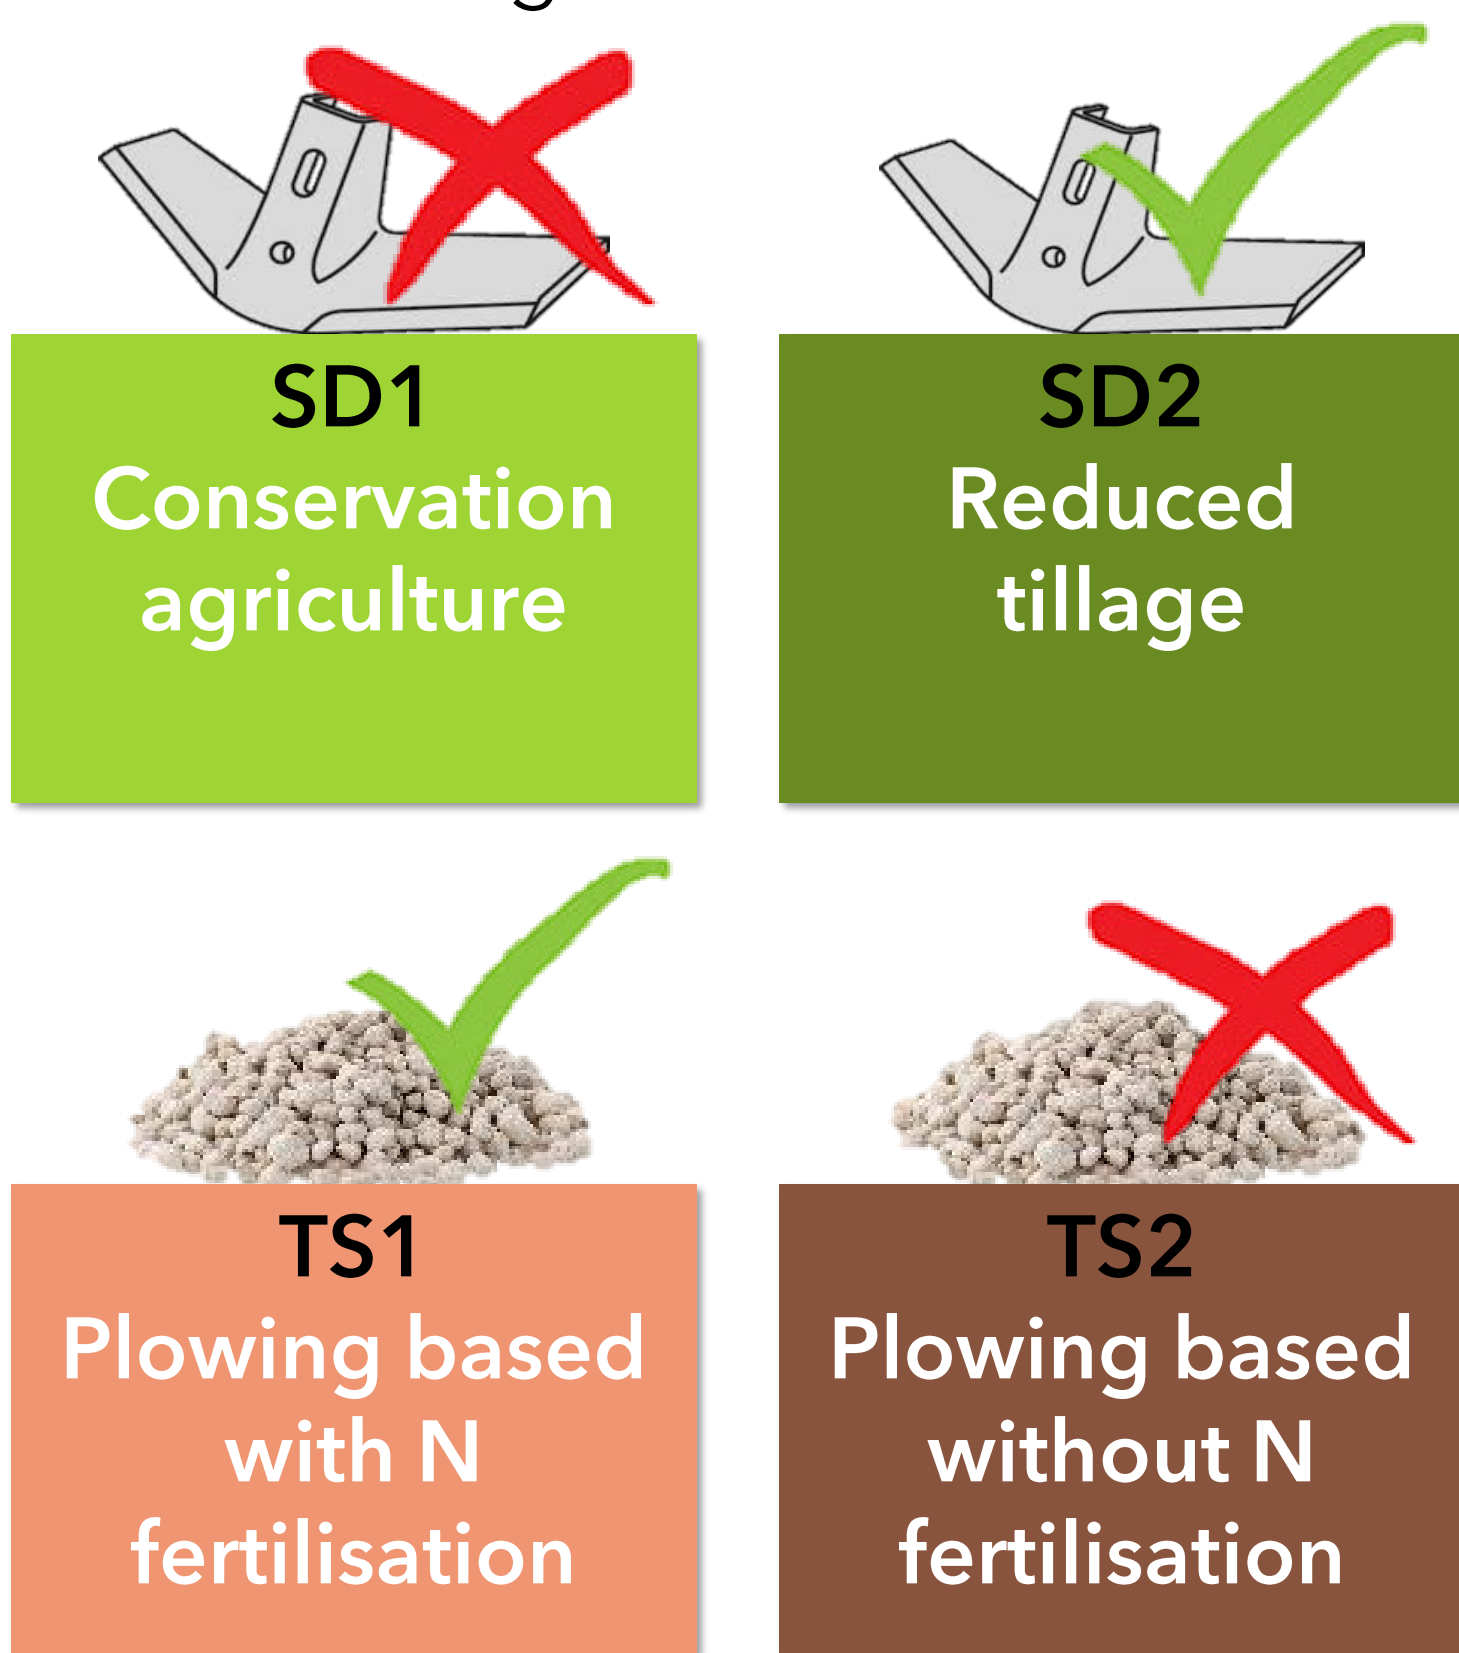 SD1
Conservation
agriculture
SD2
Reduced
tillage
TS1
Plowing based
with N
fertilisation
TS2
Plowing based
without N
fertilisation